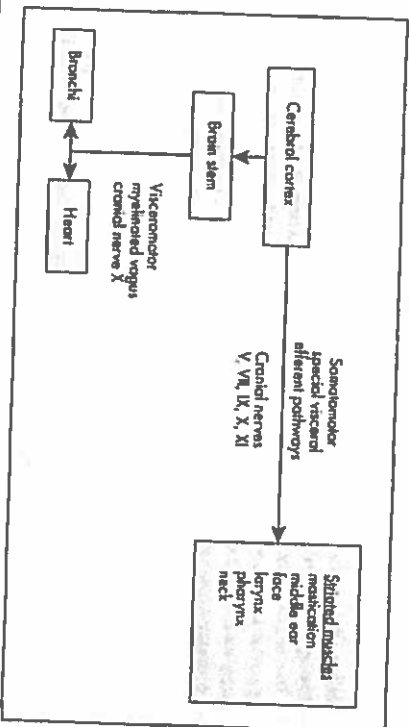 Cerebral cortex
Somatomotor
special visceral
efferent pathways
Cranial nerves
V, VII, IX, X, XI
Striated muscles
mastication
middle ear
face
larynx
pharynx
neck
Brain stem
Visceramotor
myelinated vagus
cranial nerve X
Bronchi
Heart